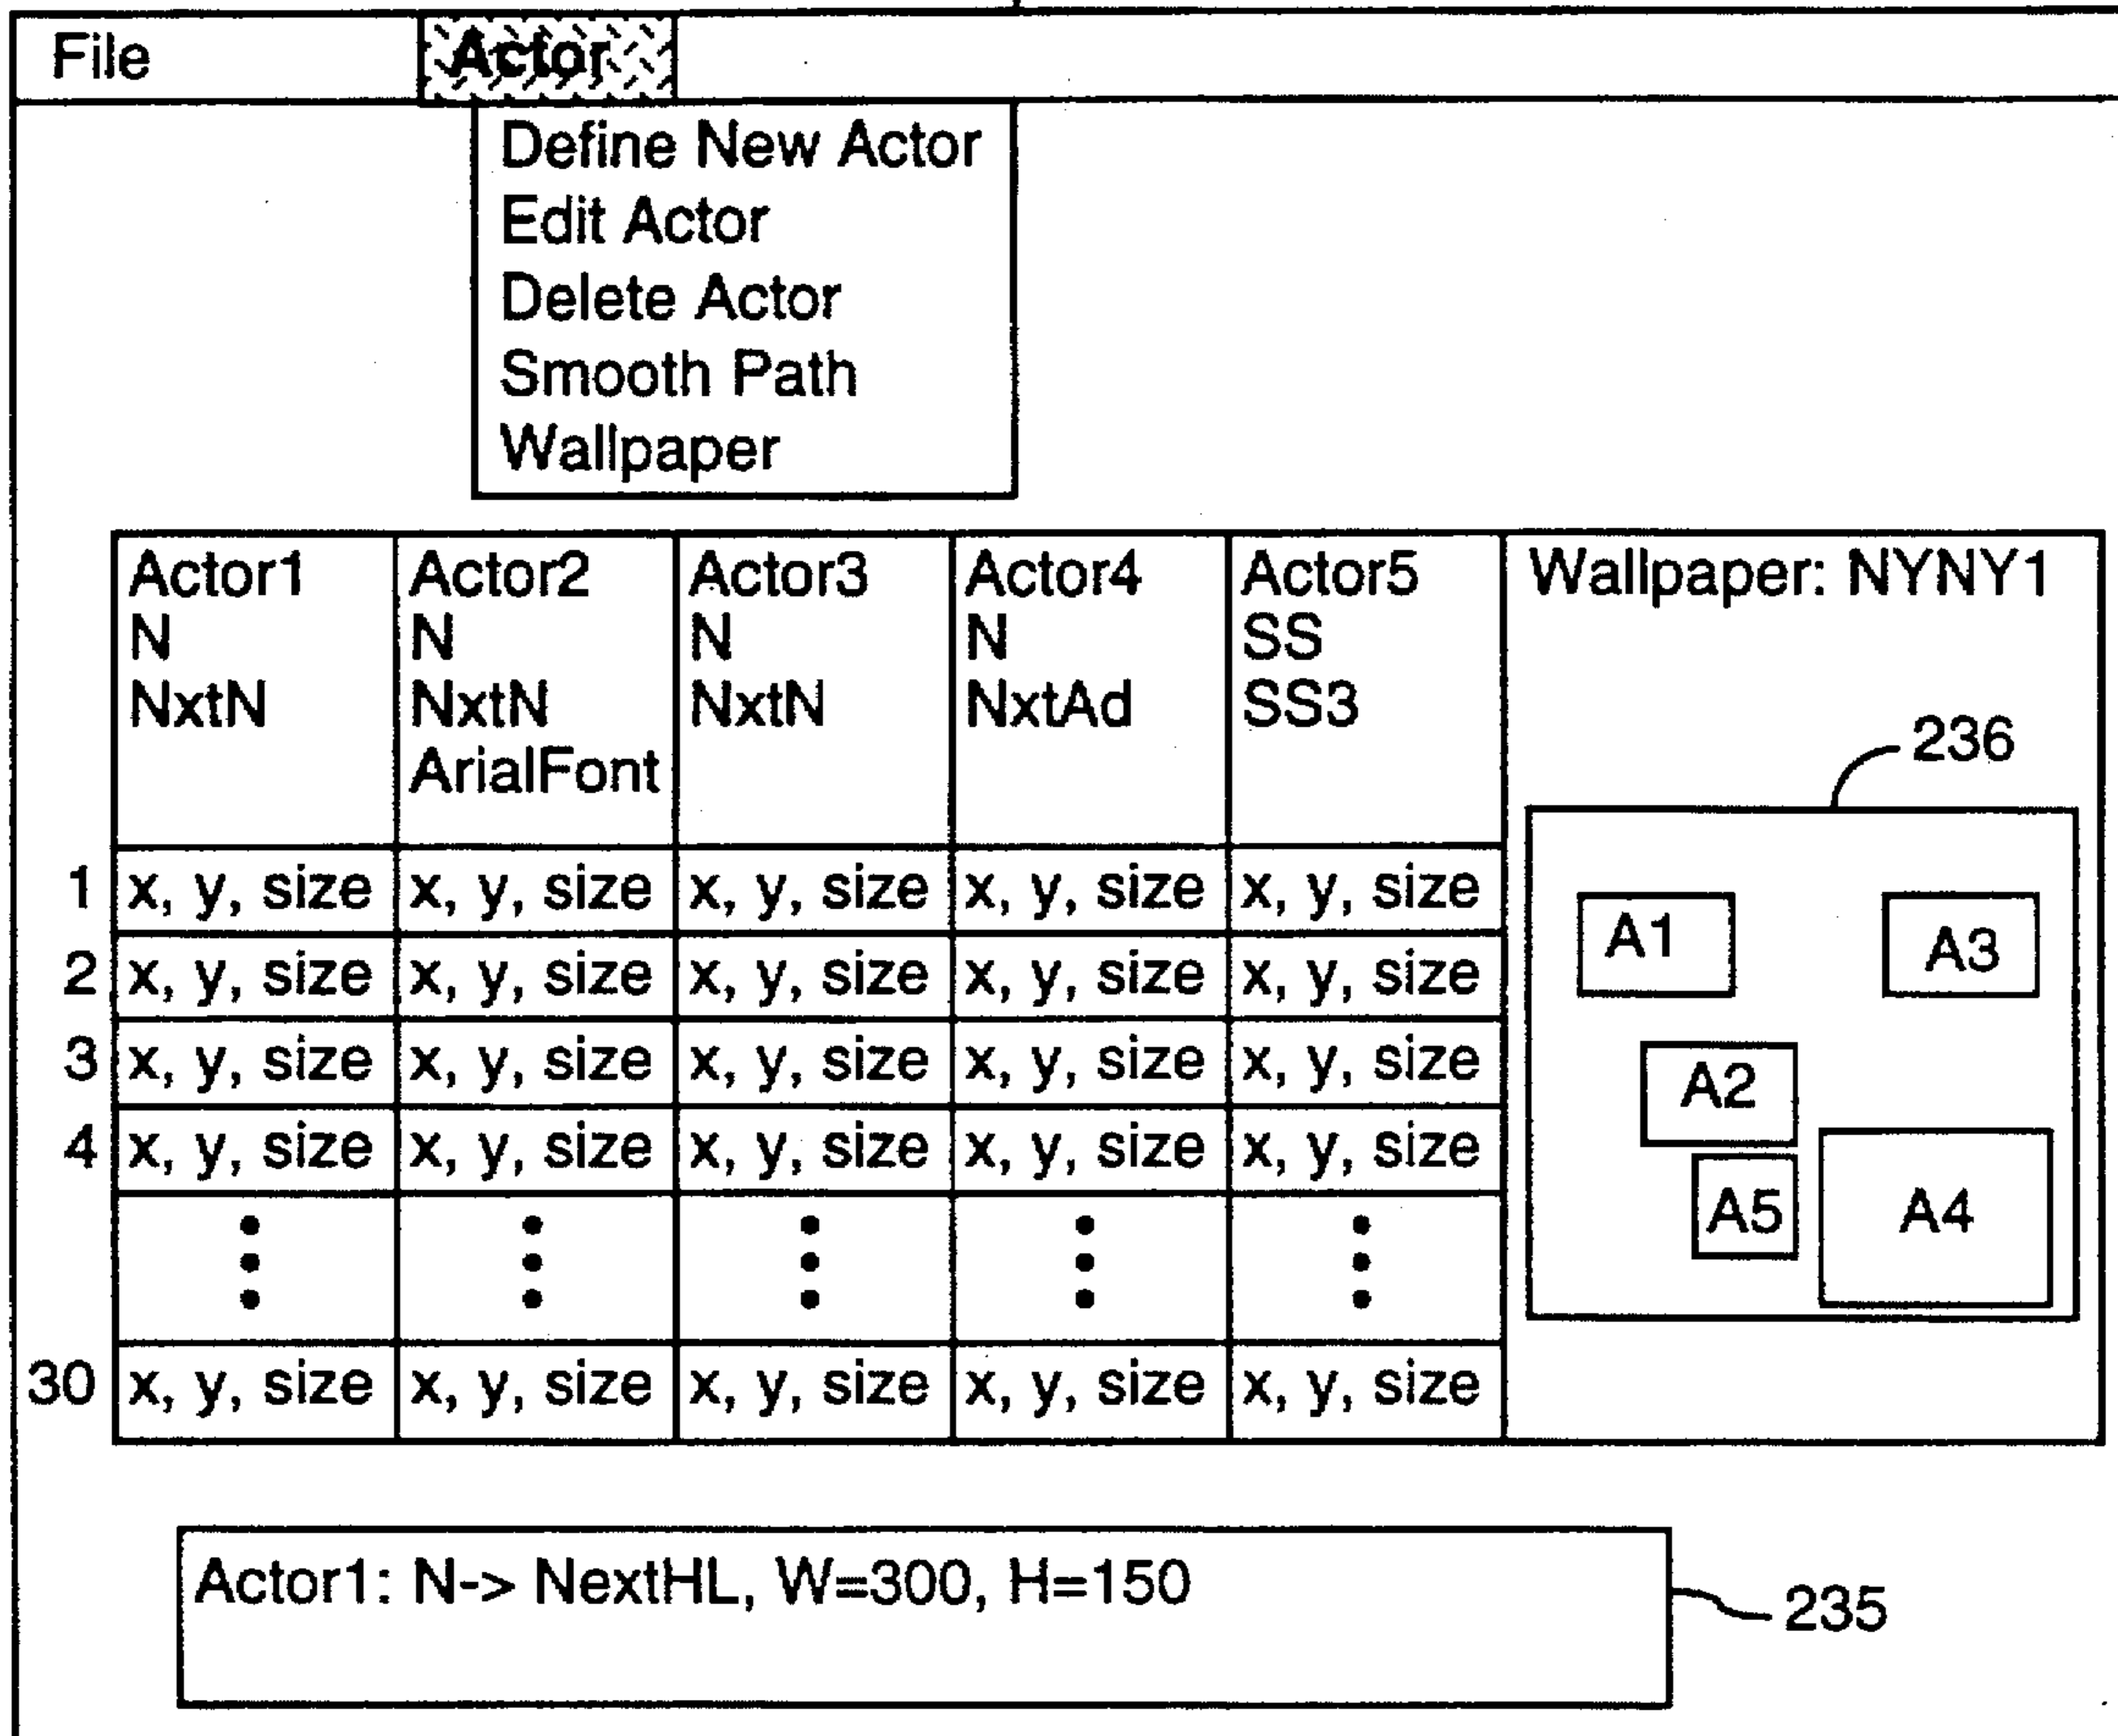 File Actor
Define New Actor
Edit Actor
Delete Actor
Smooth Path
Wallpaper
Actor1 Actor2 Actor3 Actor4 Actor5 Wallpaper: NYNY1
N N N N SS
NxtN NxtN NxtN NxtAd SS3
ArialFont
236
1 x, y, size x, y, size x, y, size x, y, size x, y, size
A1 A3
2 x, y, size x, y, size x, y, size x, y, size x, y, size
3 x, y, size x, y, size x, y, size x, y, size x, y, size
A2
4 x, y, size x, y, size x, y, size x, y, size x, y, size
A5 A4
30 x, y, size x, y, size x, y, size x, y, size x, y, size
Actor1: N-> NextHL, W=300, H=150
235